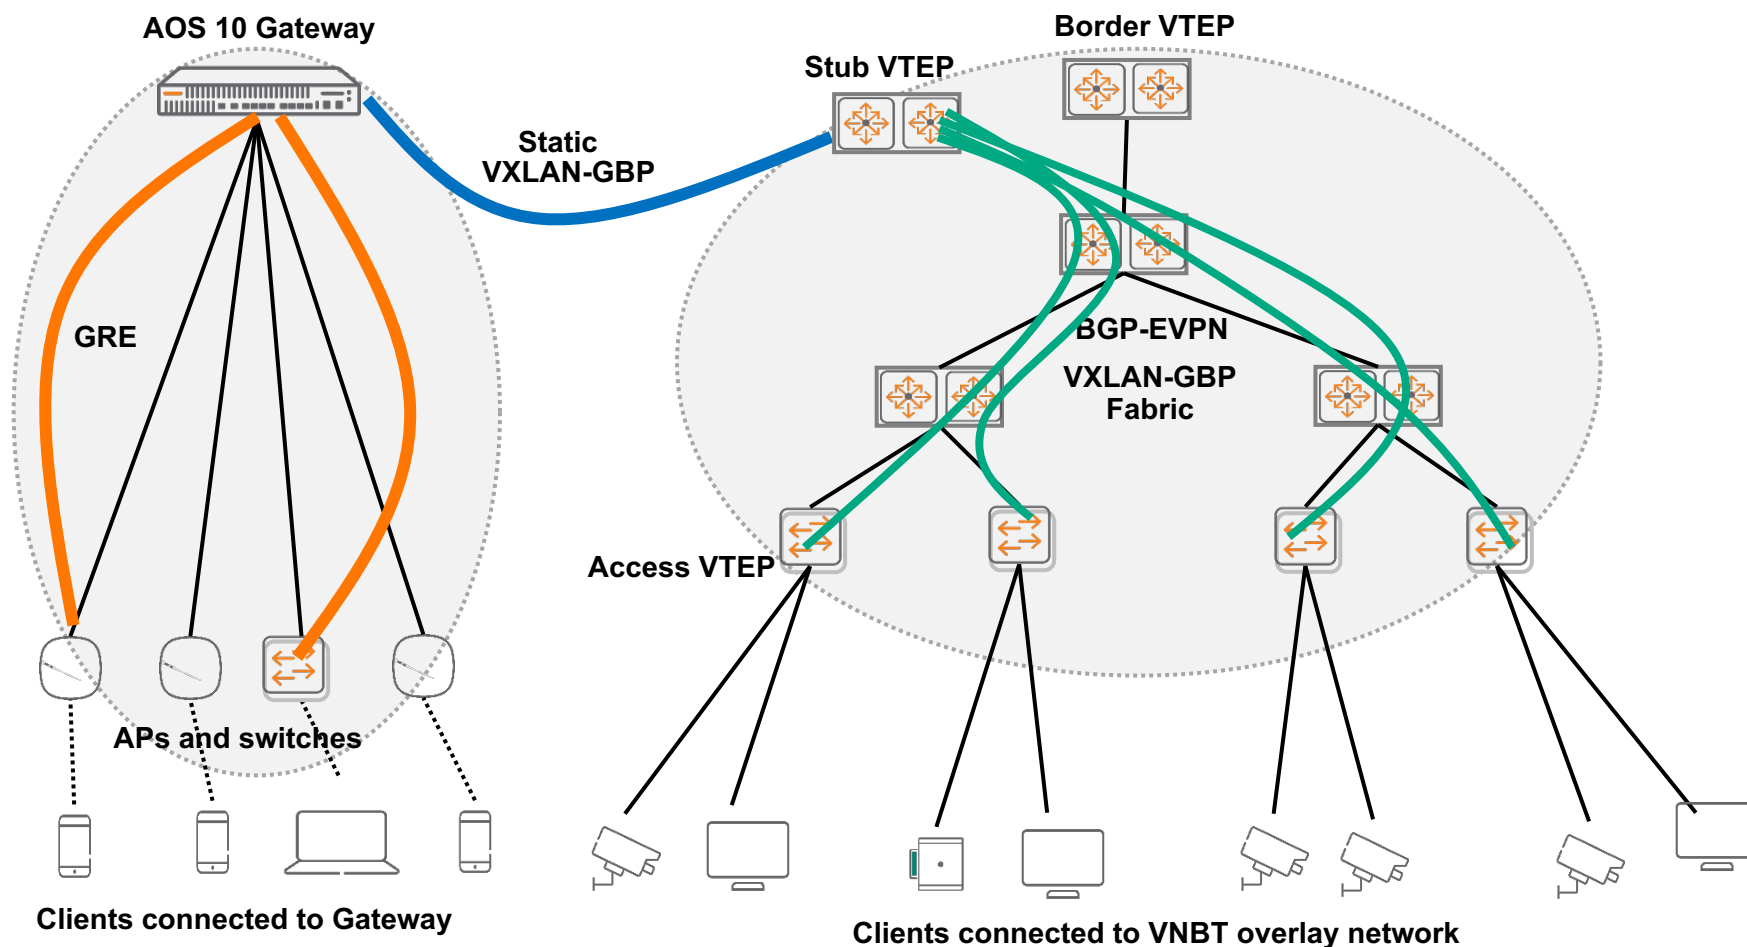 AOS 10 Gateway
Border VTEP
Stub VTEP
Static
VXLAN-GBP
GRE
BGP-EVPN
VXLAN-GBP
Fabric
Access VTEP
APs and switches
Clients connected to Gateway
Clients connected to VNBT overlay network